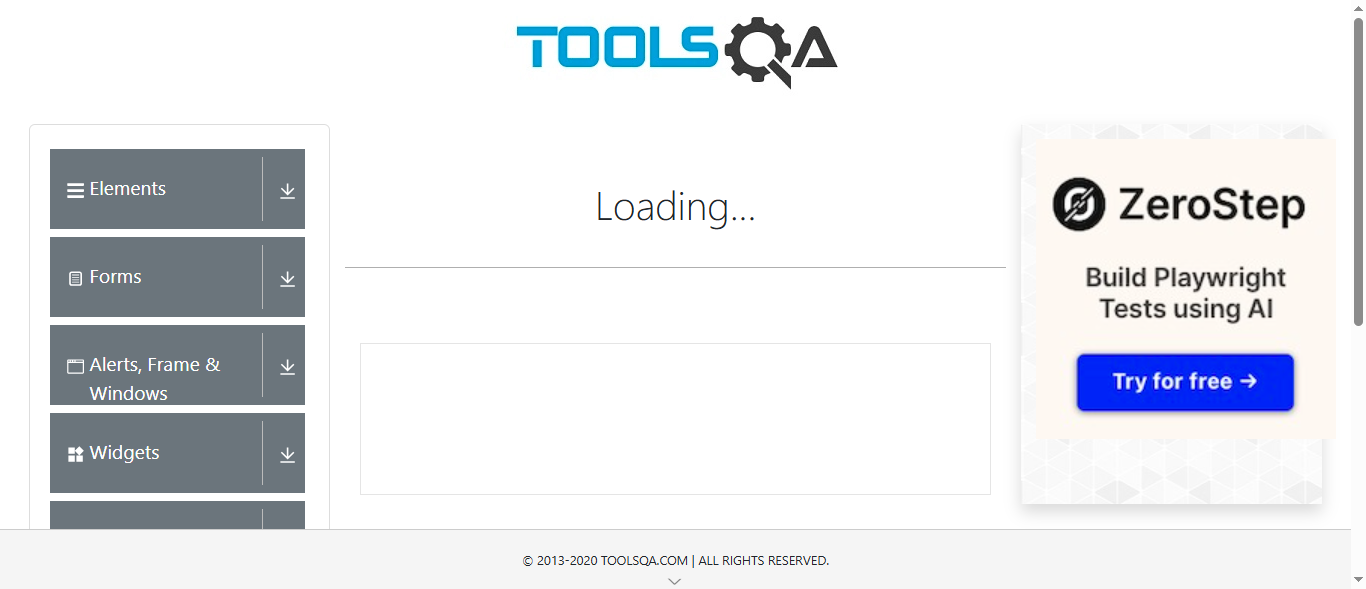 TOOLSQA
Elements
Forms
Alerts, Frame &
Windows
Widgets
Loading...
ZeroStep
Build Playwright
Tests using AI
Try for free →
© 2013-2020 TOOLSQA.COM | ALL RIGHTS RESERVED.